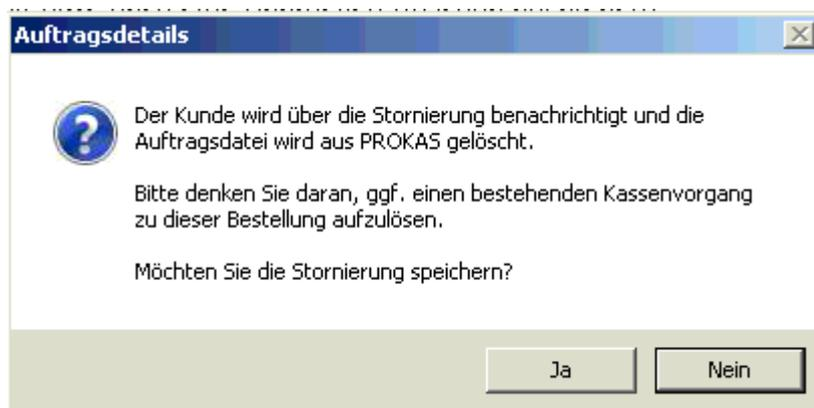 Auftragsdetails
Der Kunde wird über die Stornierung benachrichtigt und die
Auftragsdatei wird aus PROKAS gelöscht.
Bitte denken Sie daran, ggf. einen bestehenden Kassenvorgang
zu dieser Bestellung aufzulösen.
Möchten Sie die Stornierung speichern?
Ja
Nein